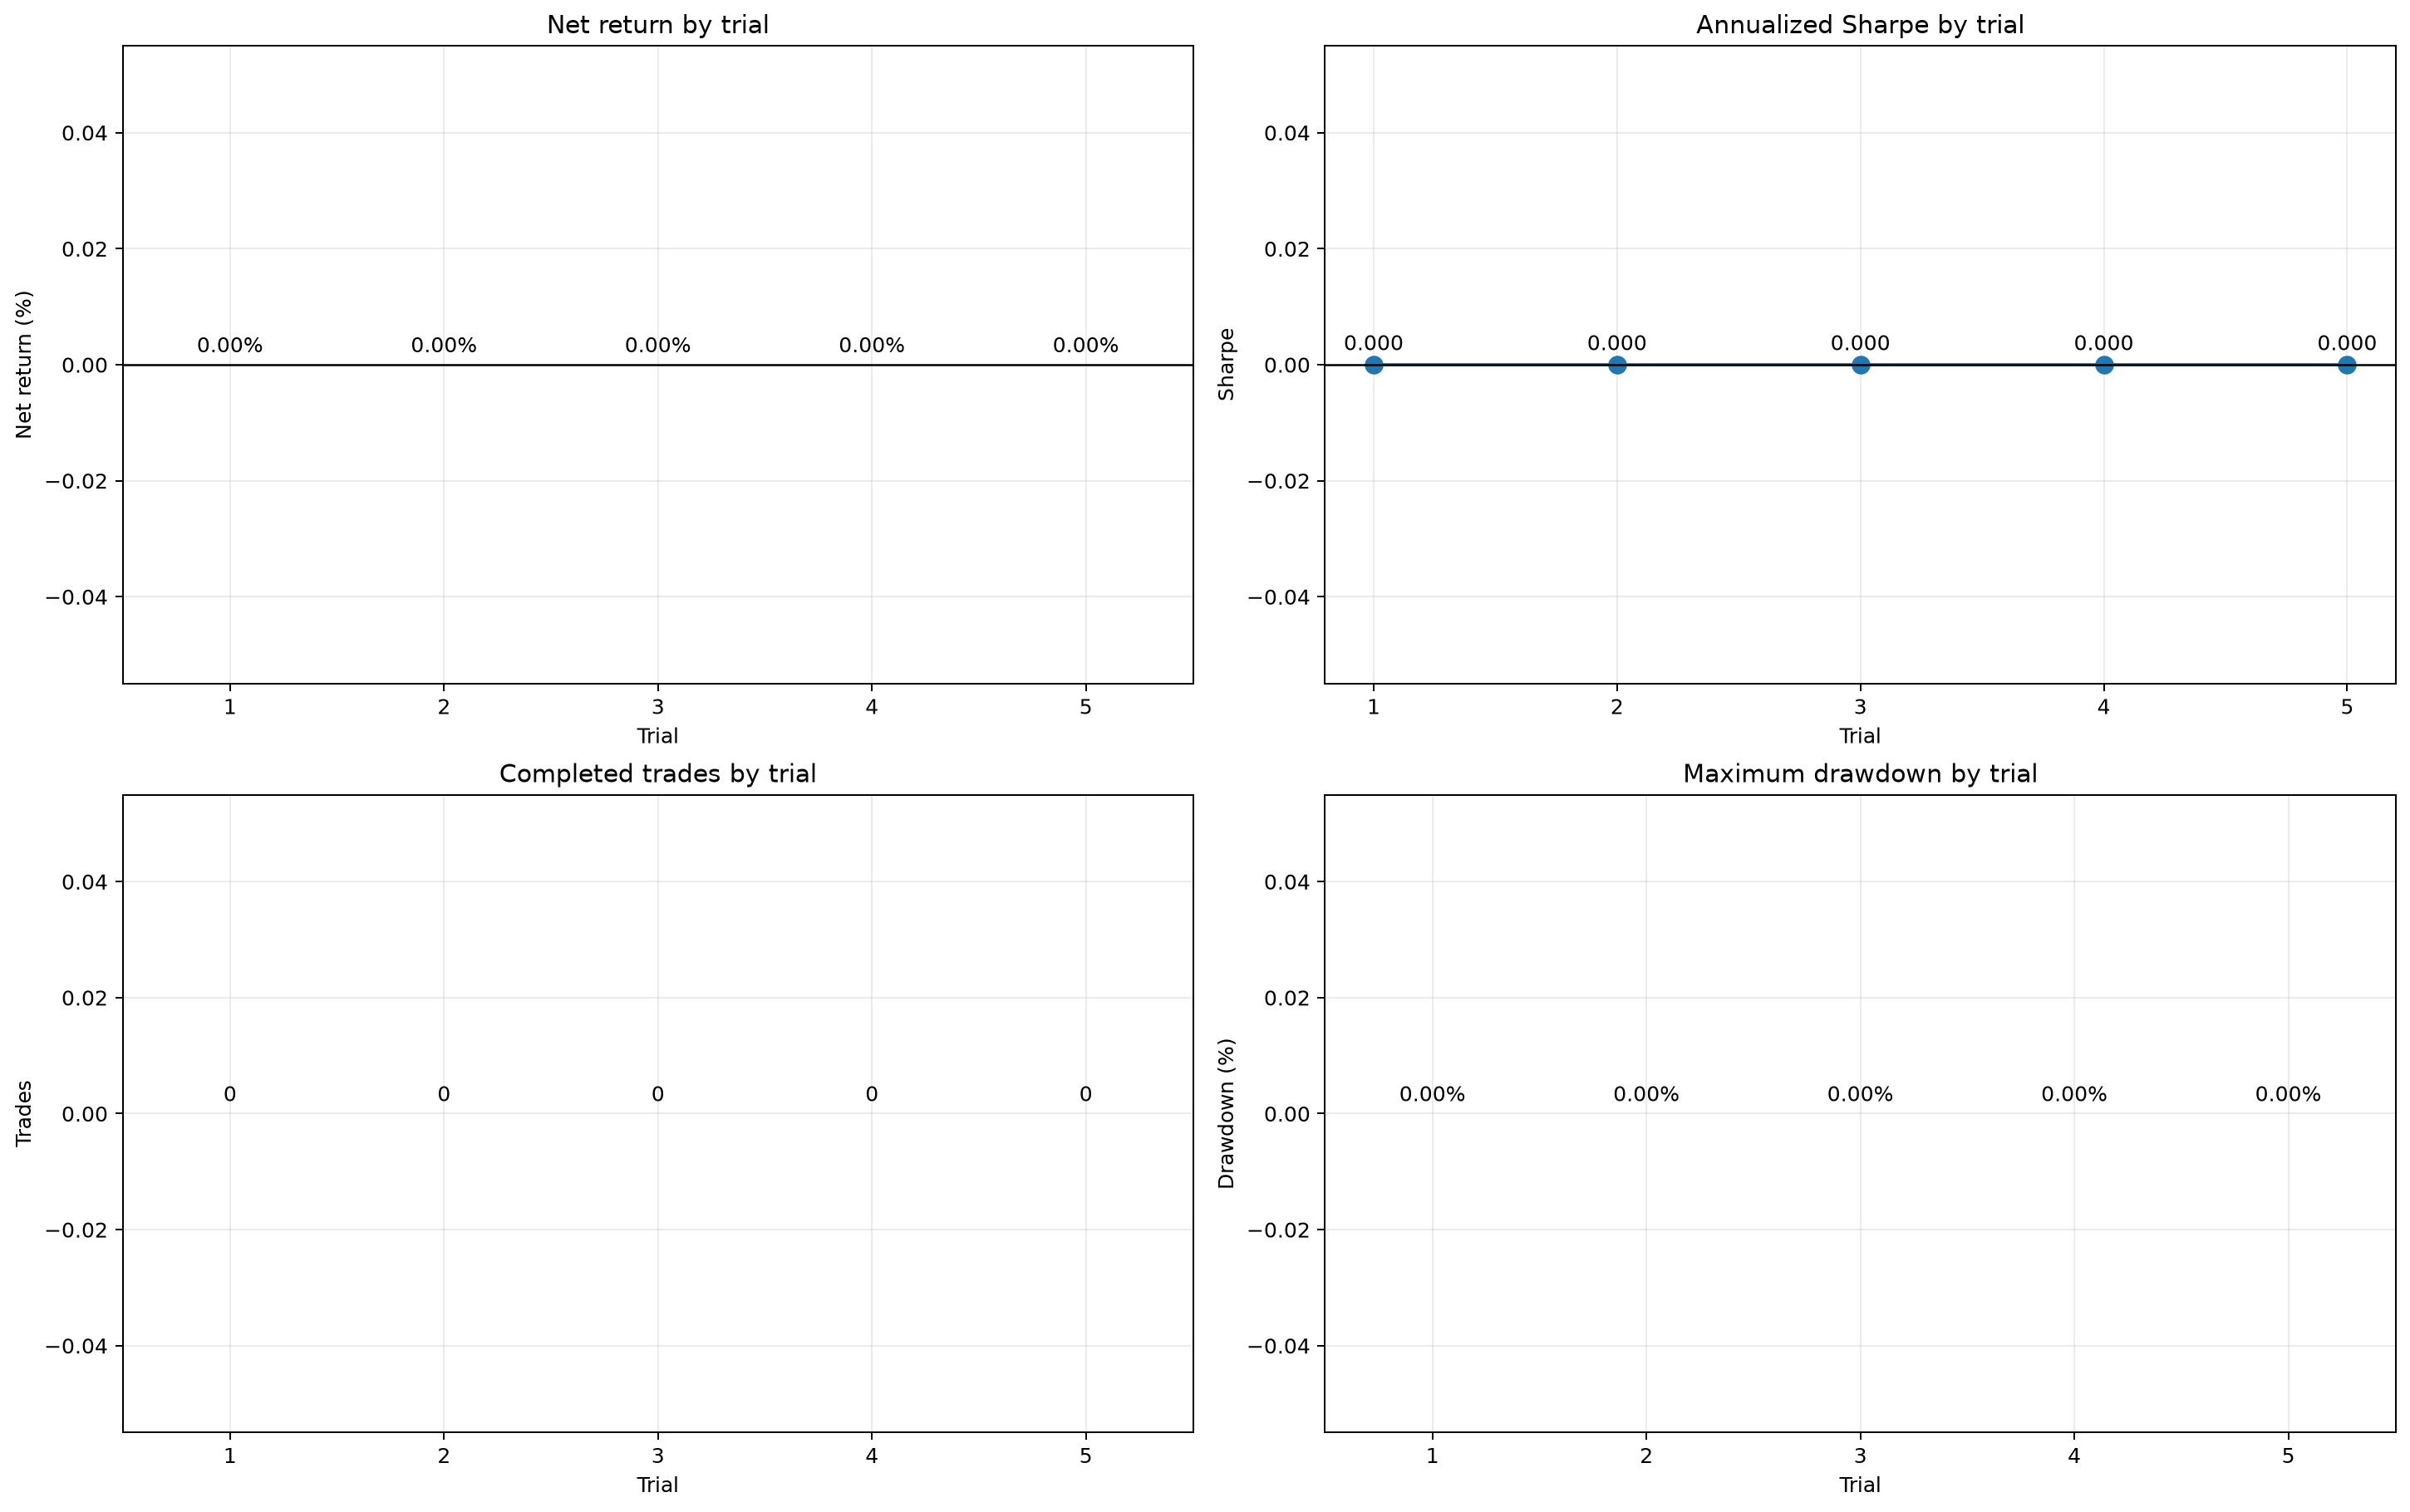 Net return by trial
Net return (%)
0.04
0.02
0.00
−0.02
−0.04
0.00% 0.00% 0.00% 0.00% 0.00%
1 2 3 4 5
Trial
Annualized Sharpe by trial
Sharpe
0.04
0.02
0.00
−0.02
−0.04
0.000 0.000 0.000 0.000 0.000
1 2 3 4 5
Trial
Completed trades by trial
Trades
0.04
0.02
0.00
−0.02
−0.04
0 0 0 0 0
1 2 3 4 5
Trial
Maximum drawdown by trial
Drawdown (%)
0.04
0.02
0.00
−0.02
−0.04
0.00% 0.00% 0.00% 0.00% 0.00%
1 2 3 4 5
Trial